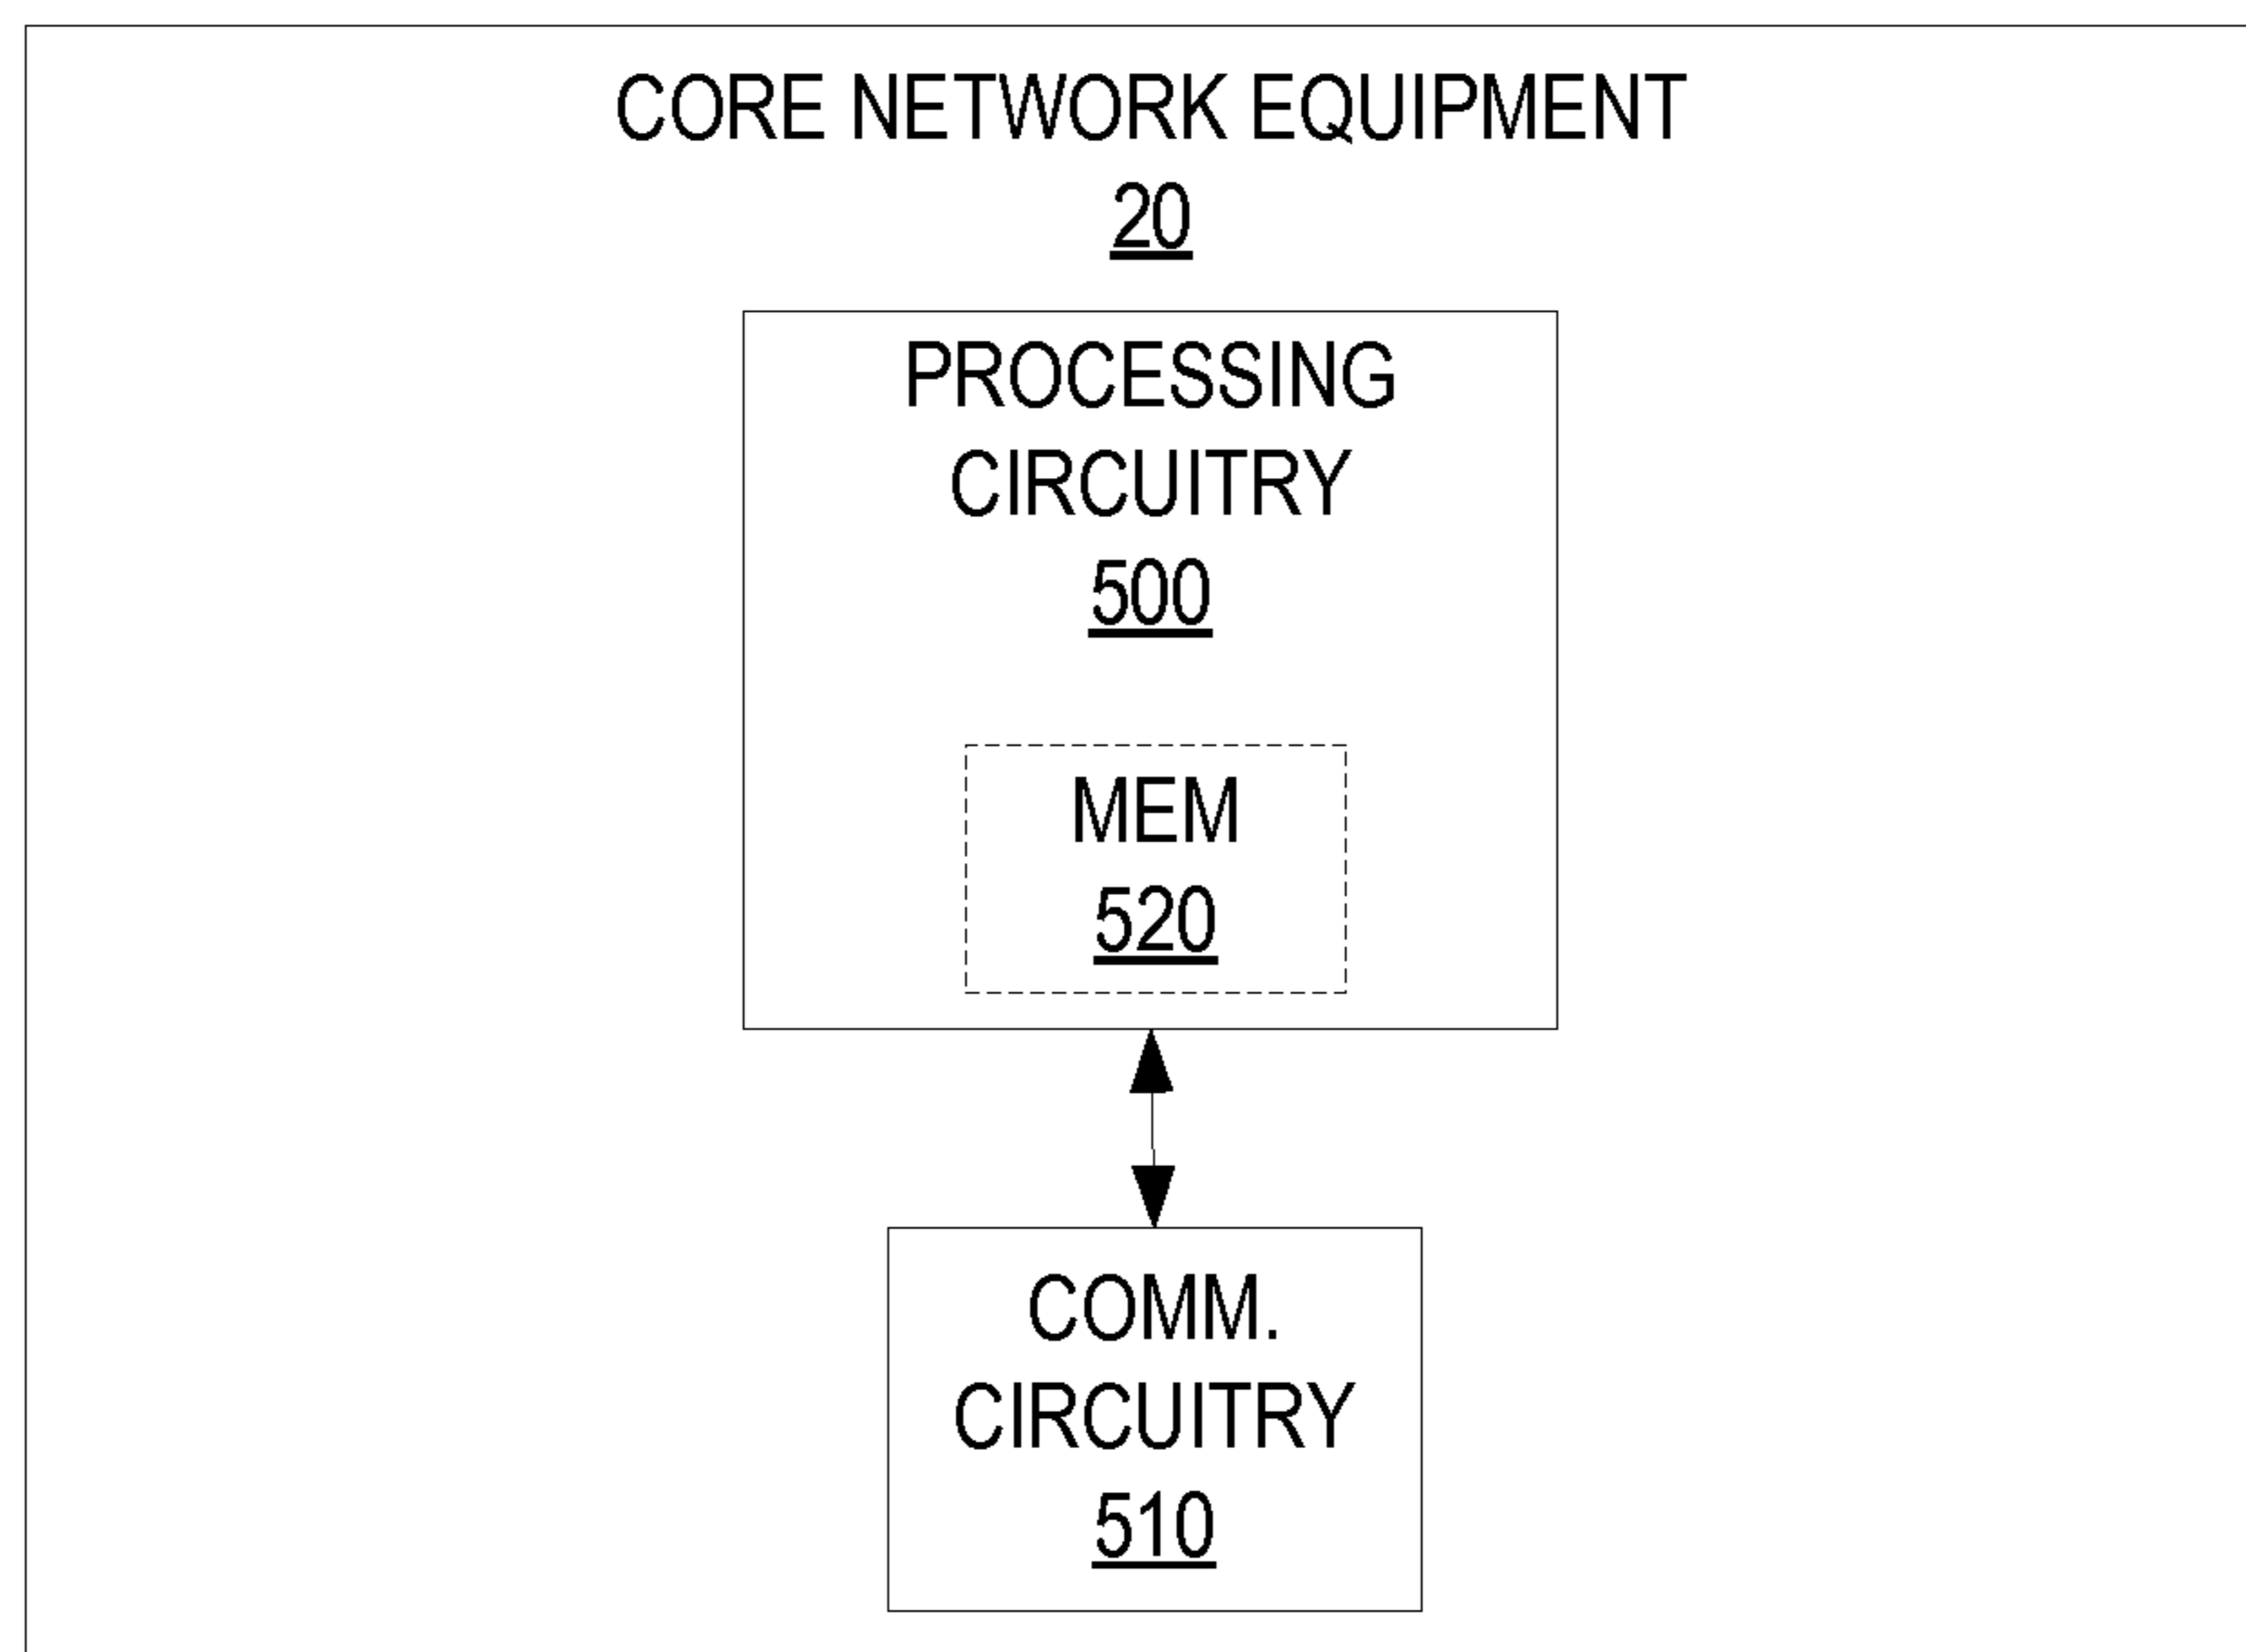 CORE NETWORK EQUIPMENT
20
PROCESSING
CIRCUITRY
500
MEM
520
COMM.
CIRCUITRY
510